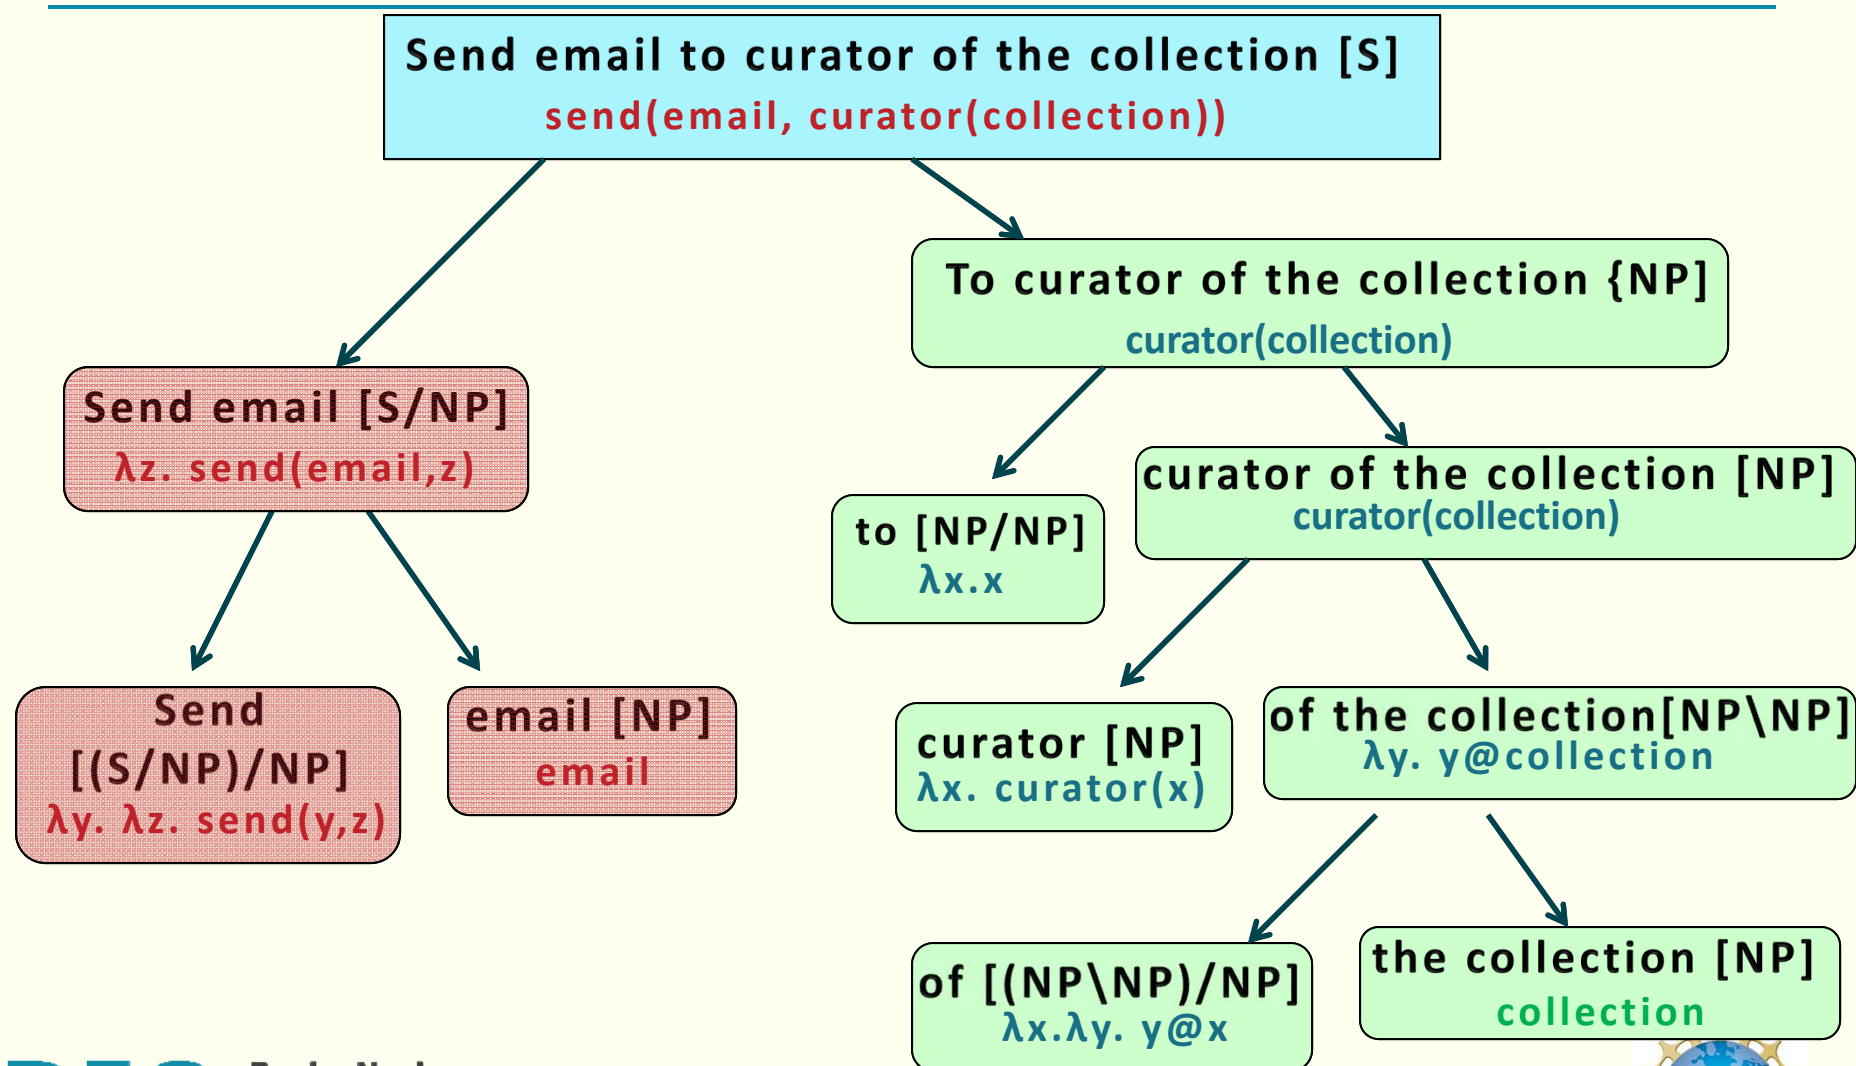 Send email to curator of the collection [S]
send(email, curator(collection))
To curator of the collection {NP]
curator(collection)
Send email [S/NP]
λz. send(email,z)
curator of the collection [NP]
curator(collection)
to [NP/NP]
λx.x
Send
[(S/NP)/NP]
λy. λz. send(y,z)
email [NP]
email
curator [NP]
λx. curator(x)
of the collection[NP\NP]
λy. y@collection
of [(NP\NP)/NP]
λx.λy. y@x
the collection [NP]
collection